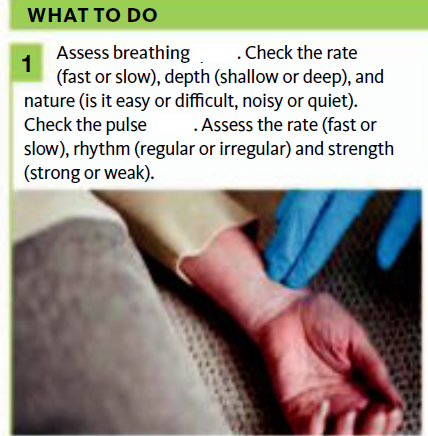 WHAT TO DO
1 Assess breathing . Check the rate
(fast or slow), depth (shallow or deep), and
nature (is it easy or difficult, noisy or quiet).
Check the pulse . Assess the rate (fast or
slow), rhythm (regular or irregular) and strength
(strong or weak).